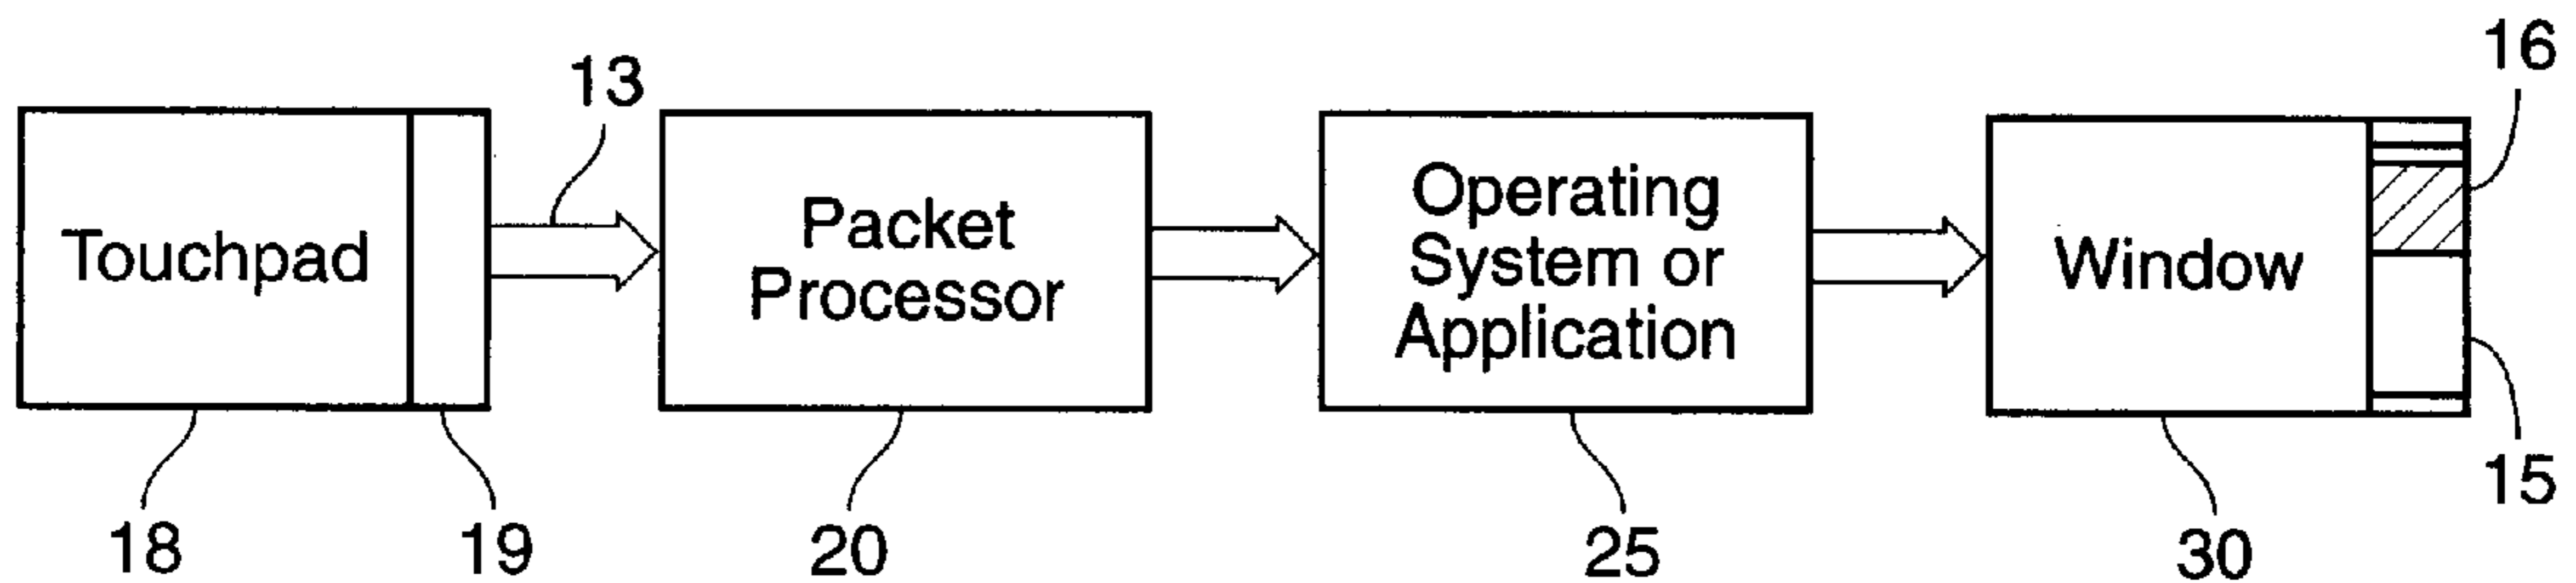 16
13
Touchpad
Packet
Processor
Operating
System or
Application
Window
15
18
19
20
25
30